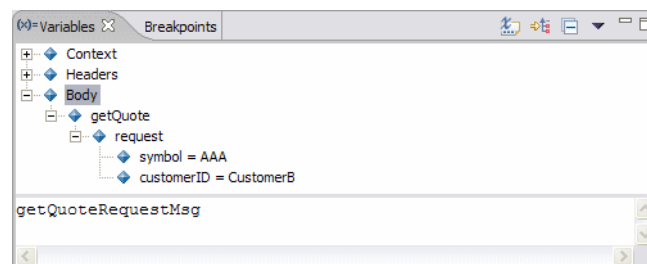 (x)= Variables Breakpoints
Context
Headers
Body
getQuote
request
symbol = AAA
customerID = CustomerB
getQuoteRequestMsg